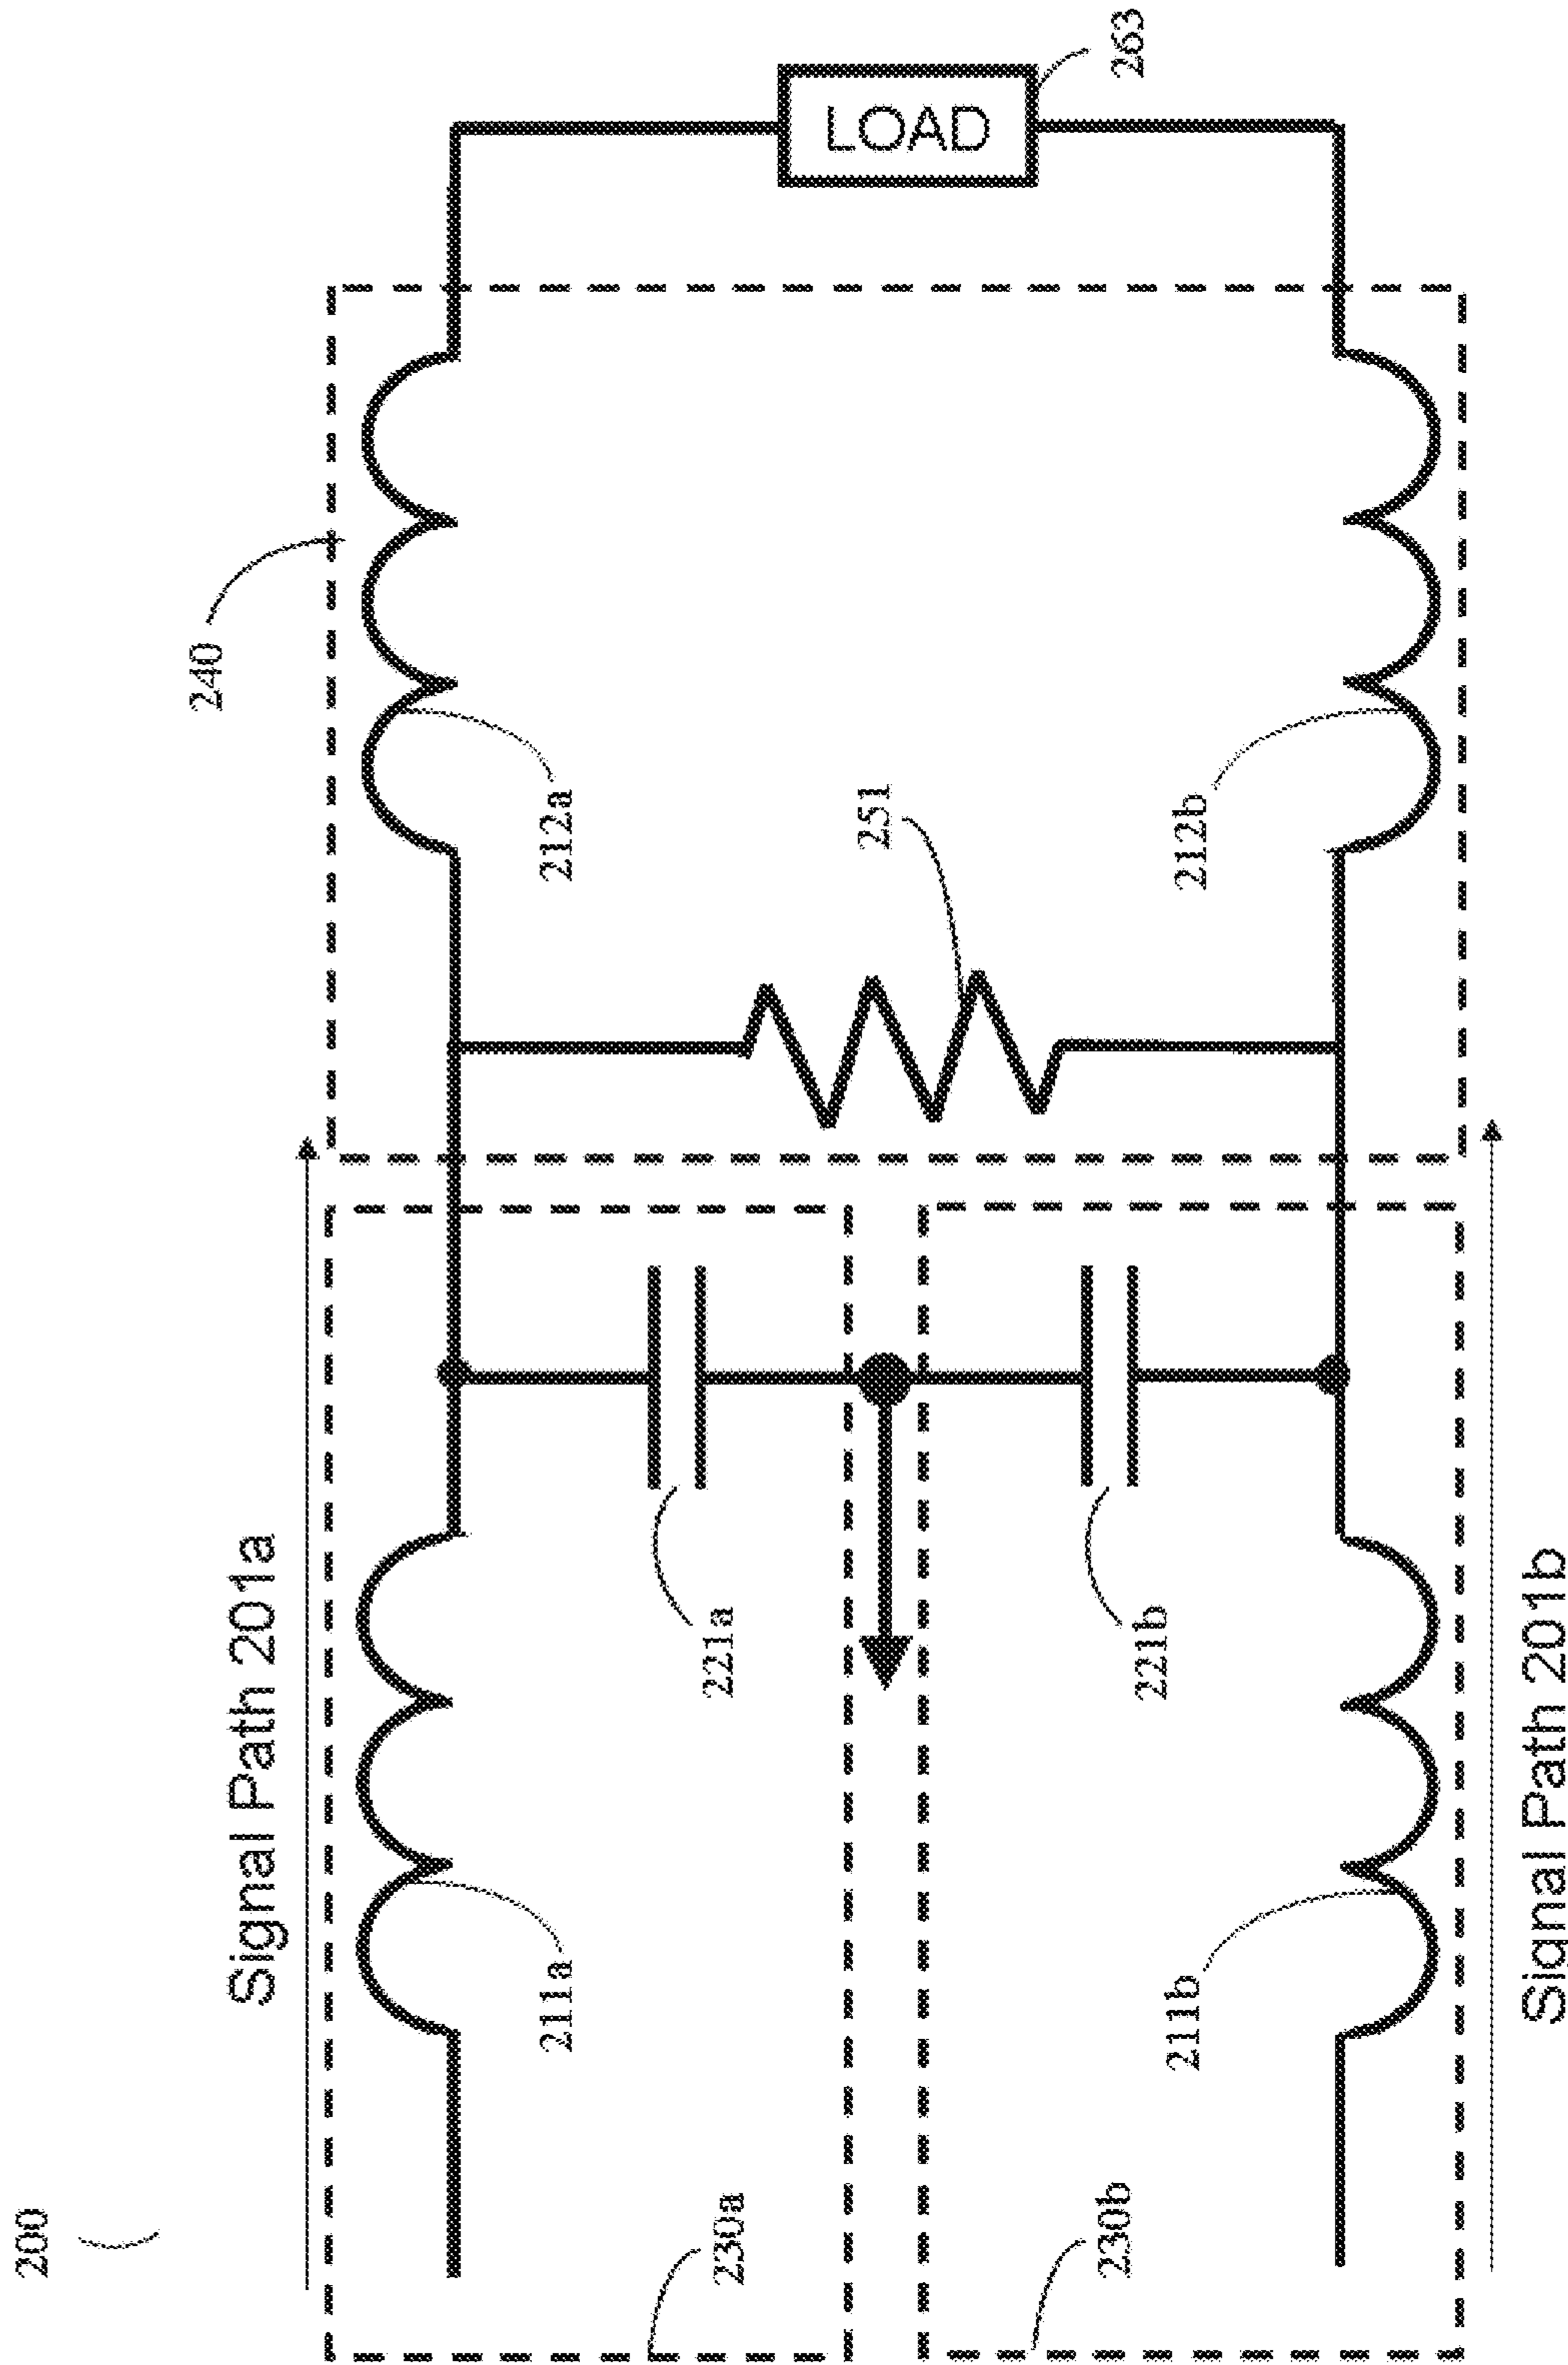 200
Signal Path 201a
240
230a
211a
221a
212a
251
LOAD
263
230b
211b
221b
212b
Signal Path 201b